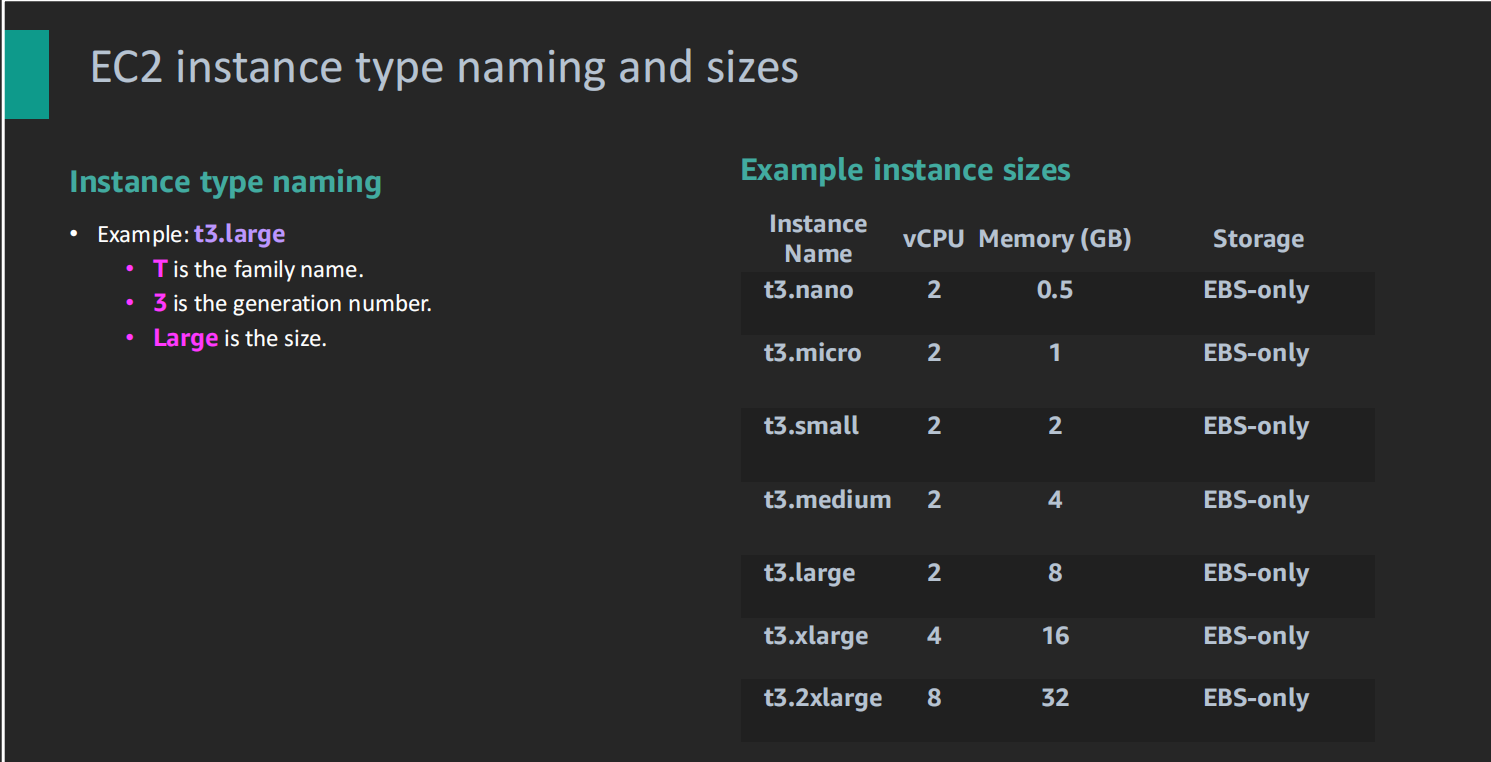 EC2 instance type naming and sizes
Instance type naming
• Example: t3.large
• T is the family name.
• 3 is the generation number.
• Large is the size.
Example instance sizes
Instance Name vCPU Memory (GB) Storage
t3.nano 2 0.5 EBS-only
t3.micro 2 1 EBS-only
t3.small 2 2 EBS-only
t3.medium 2 4 EBS-only
t3.large 2 8 EBS-only
t3.xlarge 4 16 EBS-only
t3.2xlarge 8 32 EBS-only